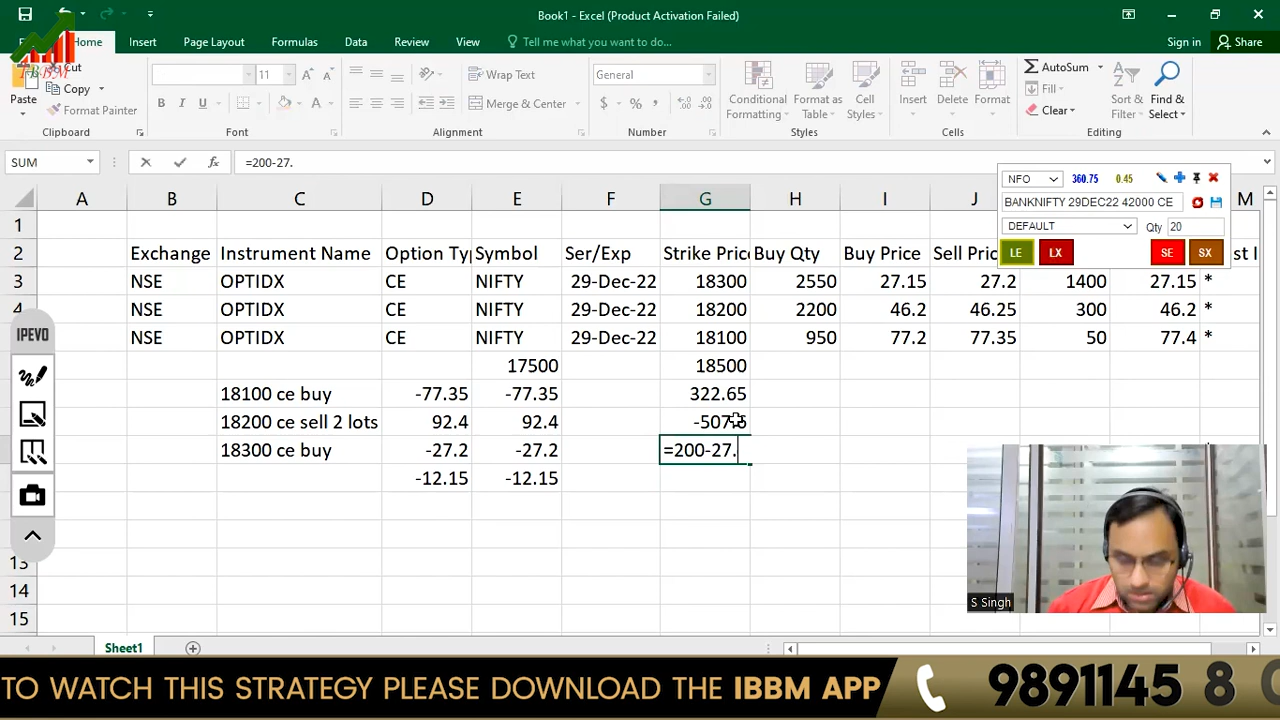 Book1 - Excel (Product Activation Failed)
Home Insert Page Layout Formulas Data Review View Tell me what you want to do... Sign in Share
IBBM
Cut
Copy
Format Painter
Paste
11
Wrap Text
Merge & Center
General
Conditional Formatting
Format as Table
Cell Styles
Insert Delete Format
AutoSum
Fill
Clear
Sort & Filter
Find & Select
Clipboard Font Alignment Number Styles Cells Editing
SUM fx =200-27.
NFO 360.75 0.45
BANKNIFTY 29DEC22 42000 CE
DEFAULT Qty 20
LE LX SE SX
A B C D E F G H I J M
1
2 Exchange Instrument Name Option Ty Symbol Ser/Exp Strike Pric Buy Qty Buy Price Sell Pric
3 NSE OPTIDX CE NIFTY 29-Dec-22 18300 2550 27.15 27.2 1400 27.15 *
4 NSE OPTIDX CE NIFTY 29-Dec-22 18200 2200 46.2 46.25 300 46.2 *
NSE OPTIDX CE NIFTY 29-Dec-22 18100 950 77.2 77.35 50 77.4 *
17500 18500
18100 ce buy -77.35 -77.35 322.65
18200 ce sell 2 lots 92.4 92.4
18300 ce buy -27.2 -27.2 =200-27.
-12.15 -12.15
IPEVO
13
14
15
S Singh
Sheet1
TO WATCH THIS STRATEGY PLEASE DOWNLOAD THE IBBM APP 9891145 8